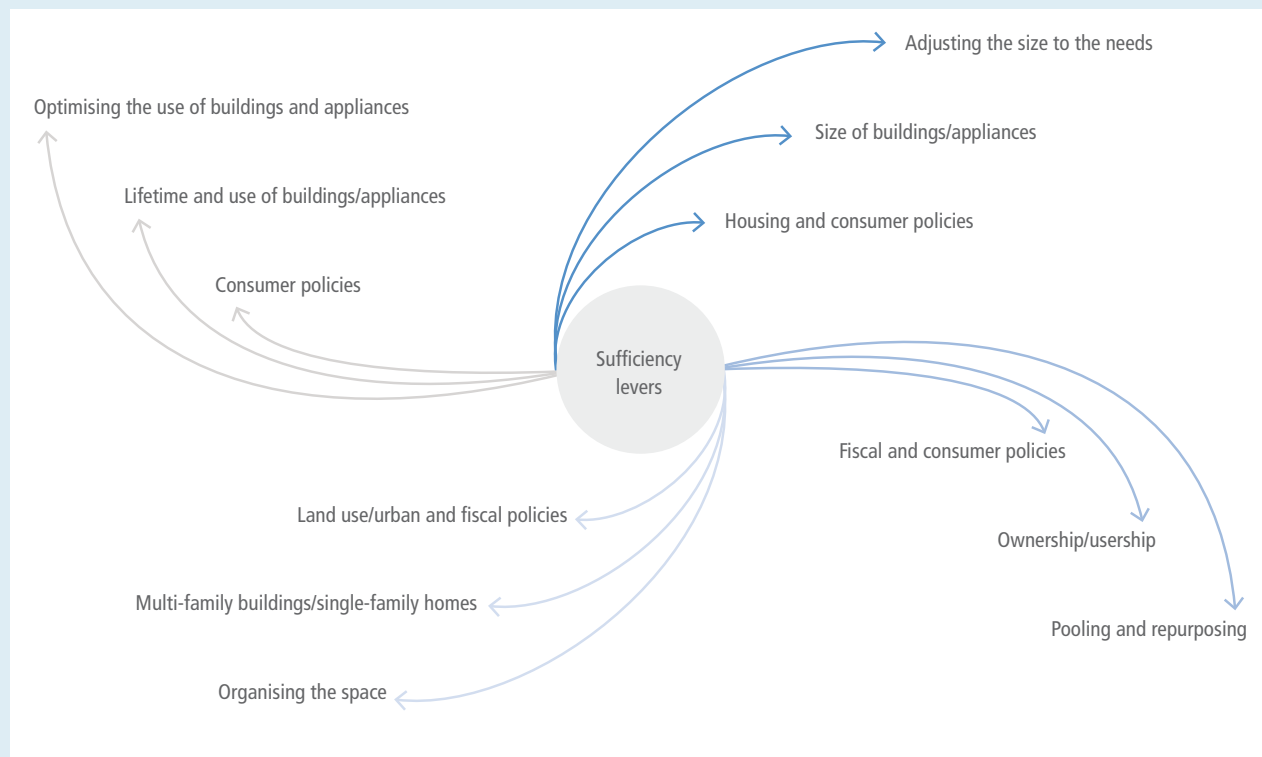 Adjusting the size to the needs
Optimising the use of buildings and appliances
Size of buildings/appliances
Lifetime and use of buildings/appliances
Housing and consumer policies
Consumer policies
Sufficiency
levers
Fiscal and consumer policies
Land use/urban and fiscal policies
Ownership/usership
Multi-family buildings/single-family homes
Pooling and repurposing
Organising the space